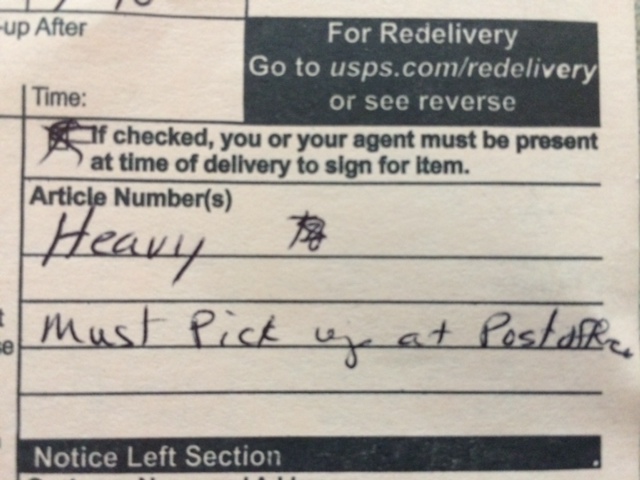 -up After
For Redelivery
Go to usps.com/redelivery
or see reverse
Time:
If checked, you or your agent must be present
at time of delivery to sign for item.
Article Number(s)
Heavy
Must Pick up at Post office
Notice Left Section